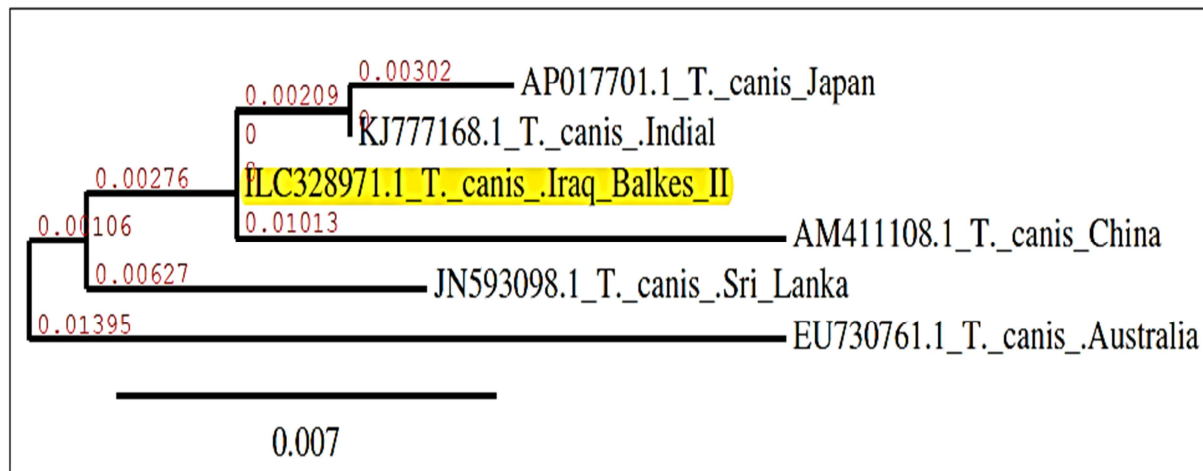 0.00302
AP017701.1_T._canis_Japan
0.00209
0
KJ777168.1_T._canis_.Indial
0
0
ILC328971.1_T._canis_.Iraq_Balkes_II
0.00276
0.01013
AM411108.1_T._canis_China
0.00106
0.00627
JN593098.1_T._canis_.Sri_Lanka
0.01395
EU730761.1_T._canis_.Australia
0.007